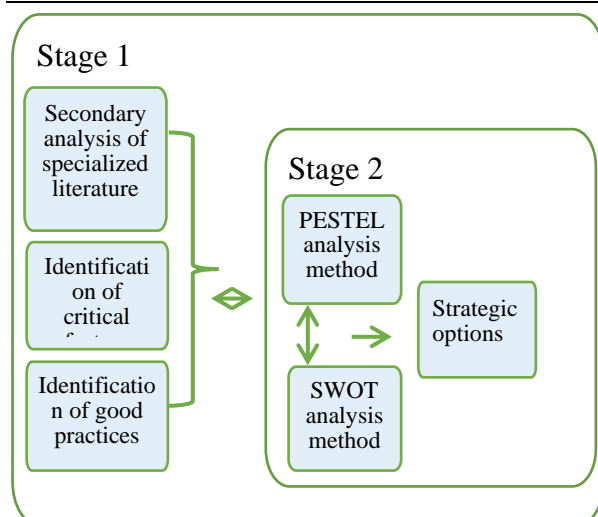 Stage 1
Secondary
analysis of
specialized
literature
Identificati
on of
critical
Identificatio
n of good
practices
Stage 2
PESTEL
analysis
method
SWOT
analysis
method
Strategic
options